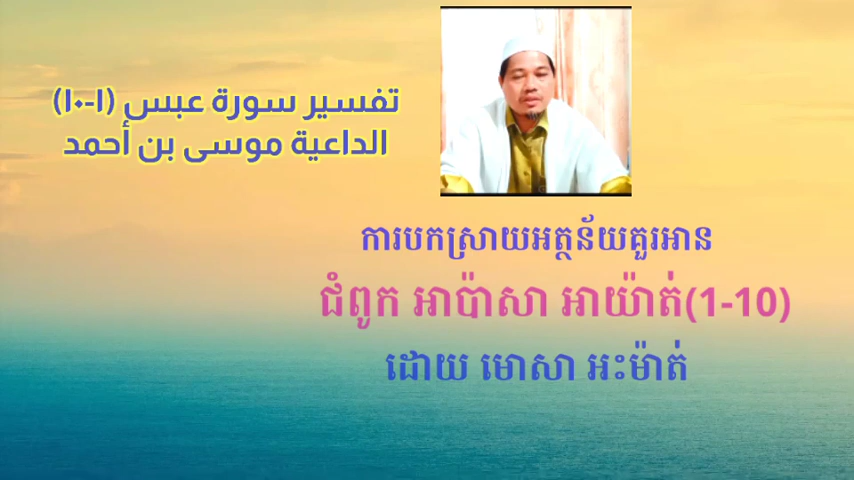 تفسير سورة عبس (١-١٠)
الداعية موسى بن أحمد
ការបកស្រាយអត្ថន័យគួរអាន
ជំពូក អាប៉ាសា អាយ៉ាត់(1-10)
ដោយ មោសា អះម៉ាត់